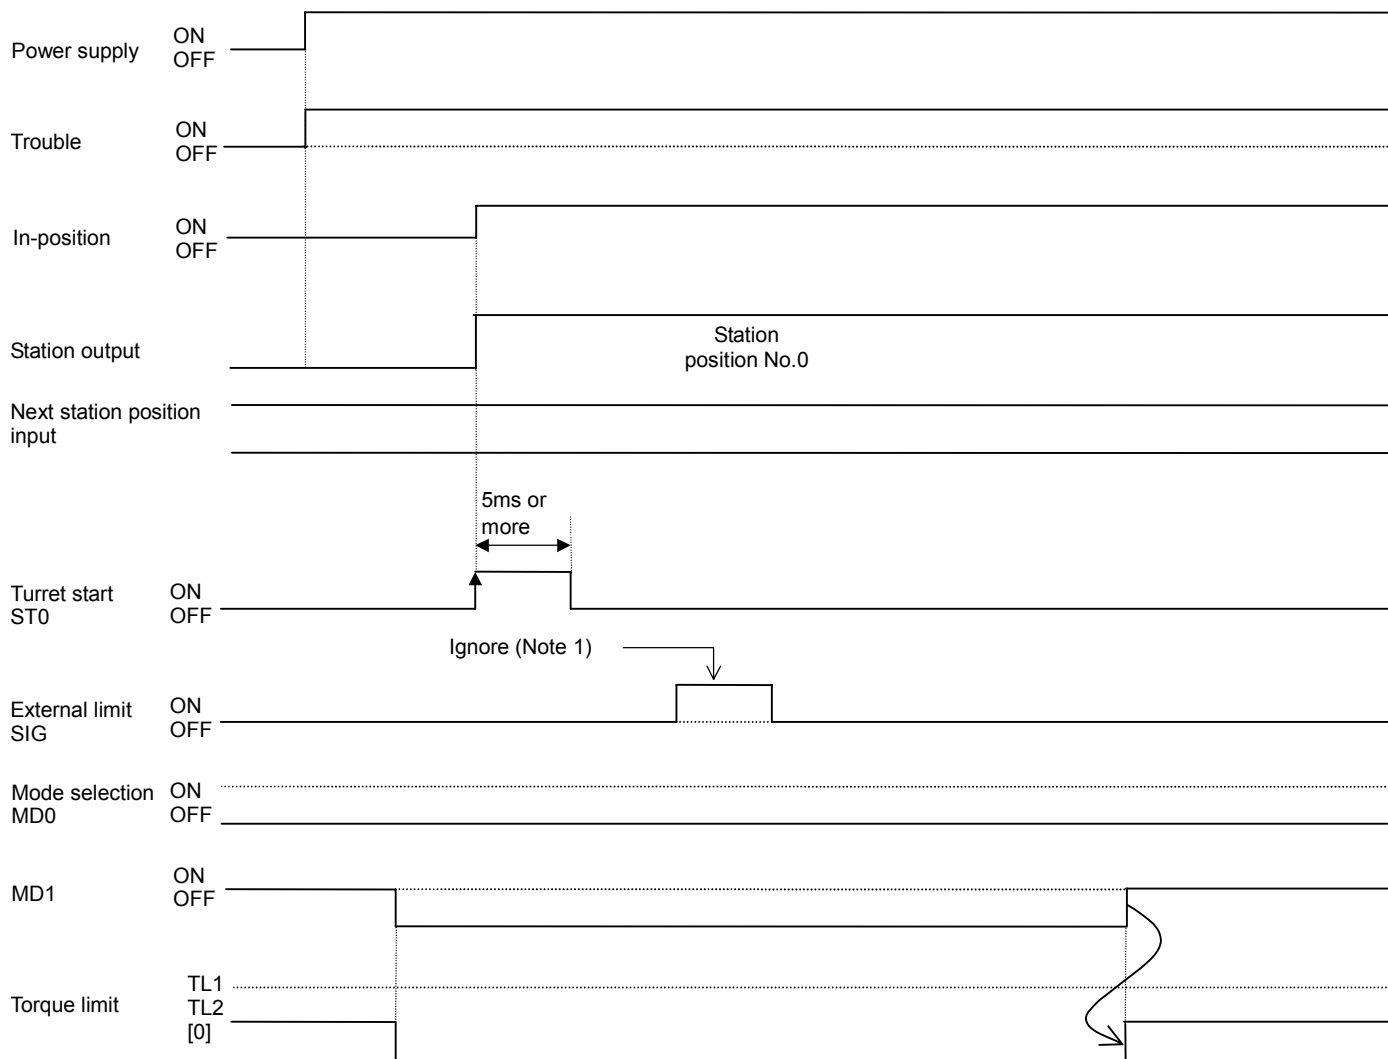 Power supply
ON
OFF
Trouble
ON
OFF
In-position
ON
OFF
Station output
Station
position No.0
Next station position
input
5ms or
more
Turret start
ST0
ON
OFF
Ignore (Note 1)
External limit
SIG
ON
OFF
Mode selection
MD0
ON
OFF
MD1
ON
OFF
Torque limit
TL1
TL2
[0]